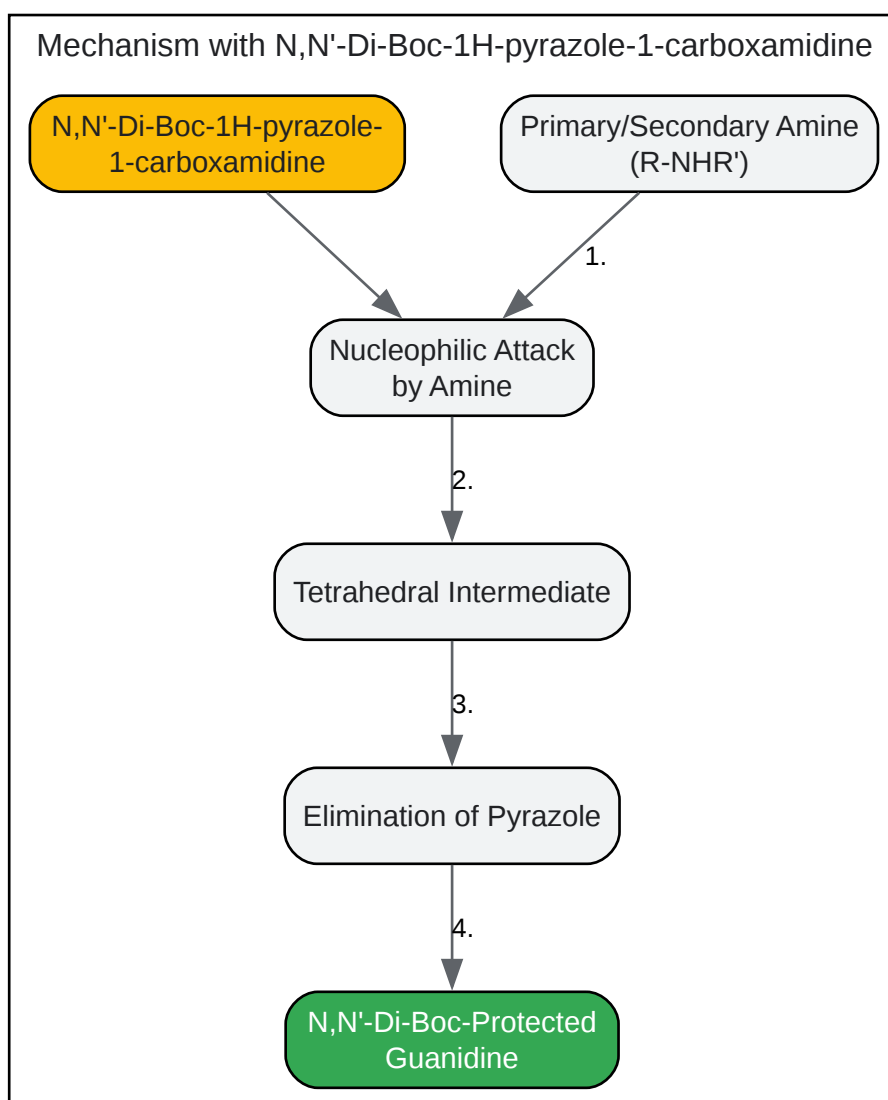 Mechanism with N,N'-Di-Boc-1H-pyrazole-1-carboxamidine
N,N'-Di-Boc-1H-pyrazole-
1-carboxamidine
Primary/Secondary Amine
(R-NHR')
1.
Nucleophilic Attack
by Amine
2.
Tetrahedral Intermediate
3.
Elimination of Pyrazole
4.
N,N'-Di-Boc-Protected
Guanidine